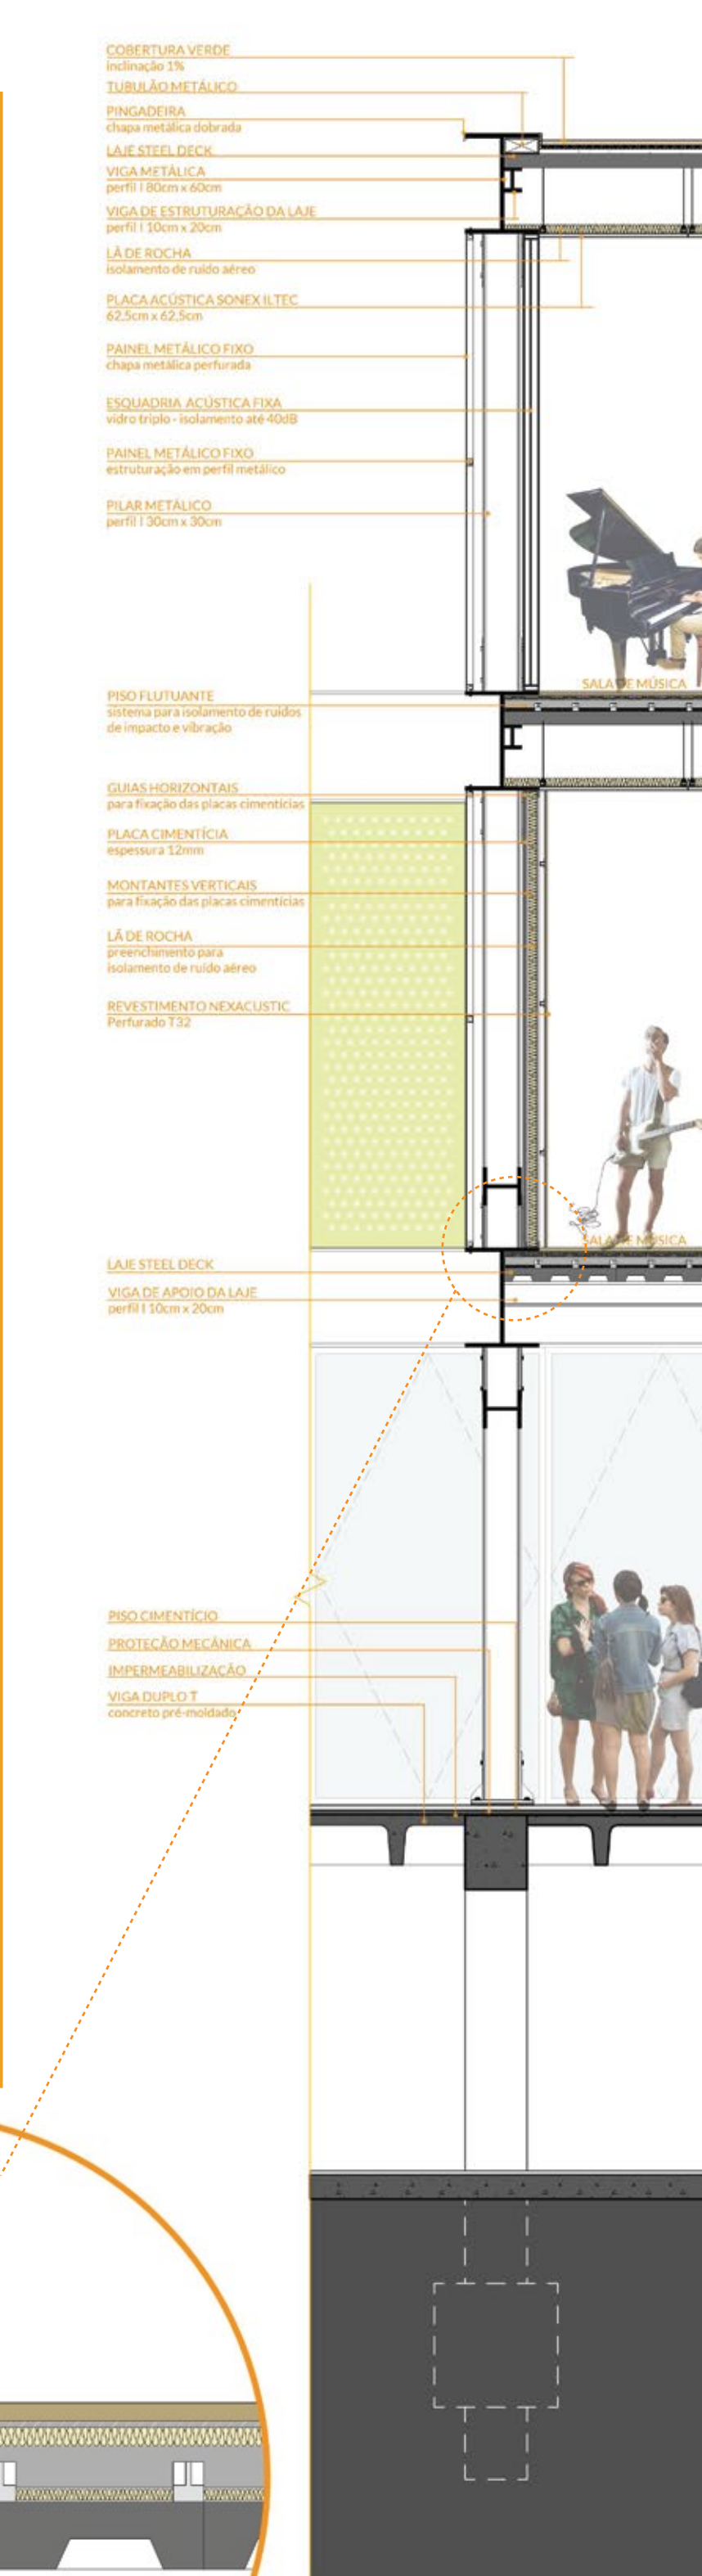 COBERTURA VERDE
inclinação 1%
TUBULÃO METÁLICO
PINGADEIRA
chapa metálica dobrada
LAJE STEEL DECK
VIGA METÁLICA
perfil I 80cm x 60cm
VIGA DE ESTRUTURAÇÃO DA LAJE
perfil I 10cm x 20cm
LÃ DE ROCHA
isolamento de ruído aéreo
PLACA ACÚSTICA SONEX ILTEC
62,5cm x 62,5cm
PAINEL METÁLICO FIXO
chapa metálica perfurada
ESQUADRIA ACÚSTICA FIXA
vidro triplo - isolamento até 40dB
PAINEL METÁLICO FIXO
estruturação em perfil metálico
PILAR METÁLICO
perfil I 30cm x 30cm
SALA DE MÚSICA
PISO FLUTUANTE
sistema para isolamento de ruídos
de impacto e vibração
GUIAS HORIZONTAIS
para fixação das placas cimentícias
PLACA CIMENTÍCIA
espessura 12mm
MONTANTES VERTICAIS
para fixação das placas cimentícias
LÃ DE ROCHA
preenchimento para
isolamento de ruído aéreo
REVESTIMENTO NEXACUSTIC
Perfurado T32
SALA DE MÚSICA
LAJE STEEL DECK
VIGA DE APOIO DA LAJE
perfil I 10cm x 20cm
PISO CIMENTÍCIO
PROTEÇÃO MECÂNICA
IMPERMEABILIZAÇÃO
VIGA DUPLO T
concreto pré-moldado